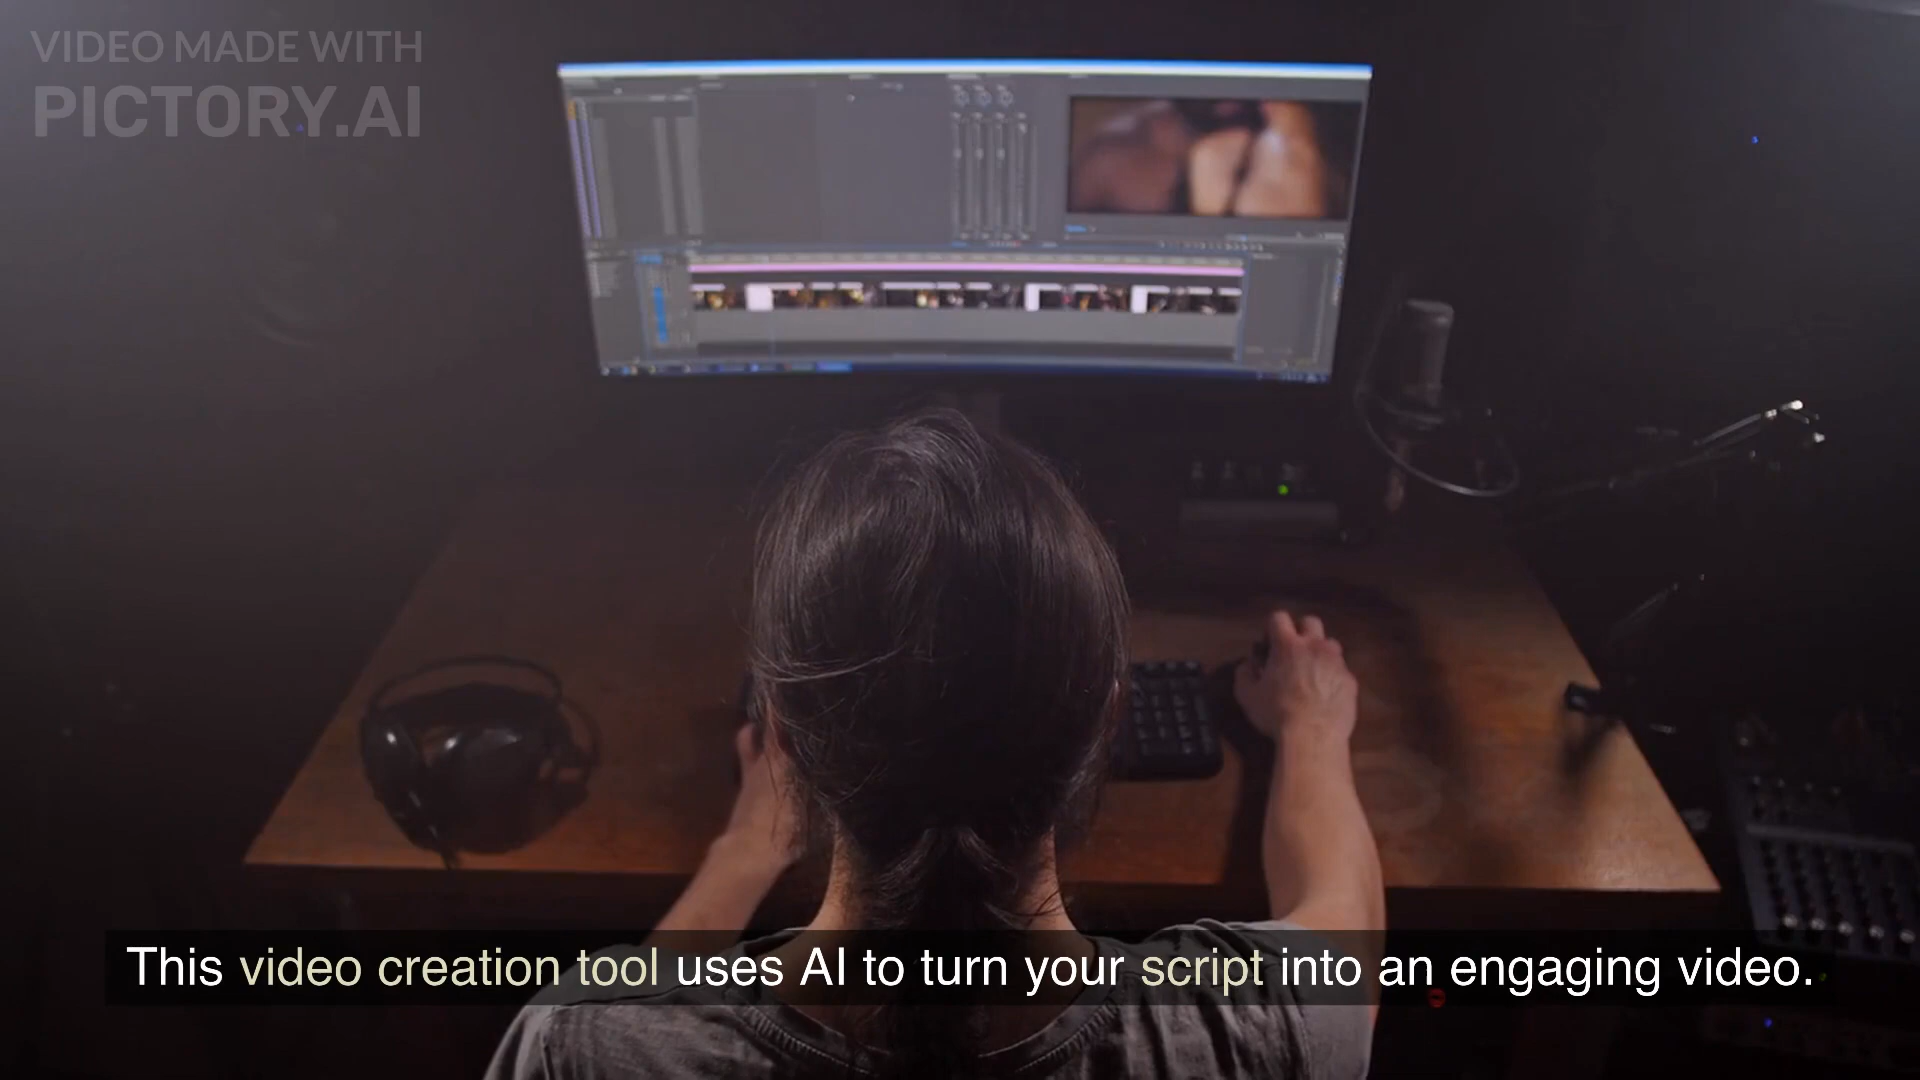 VIDEO MADE WITH
PICTORY.AI
This video creation tool uses AI to turn your script into an engaging video.